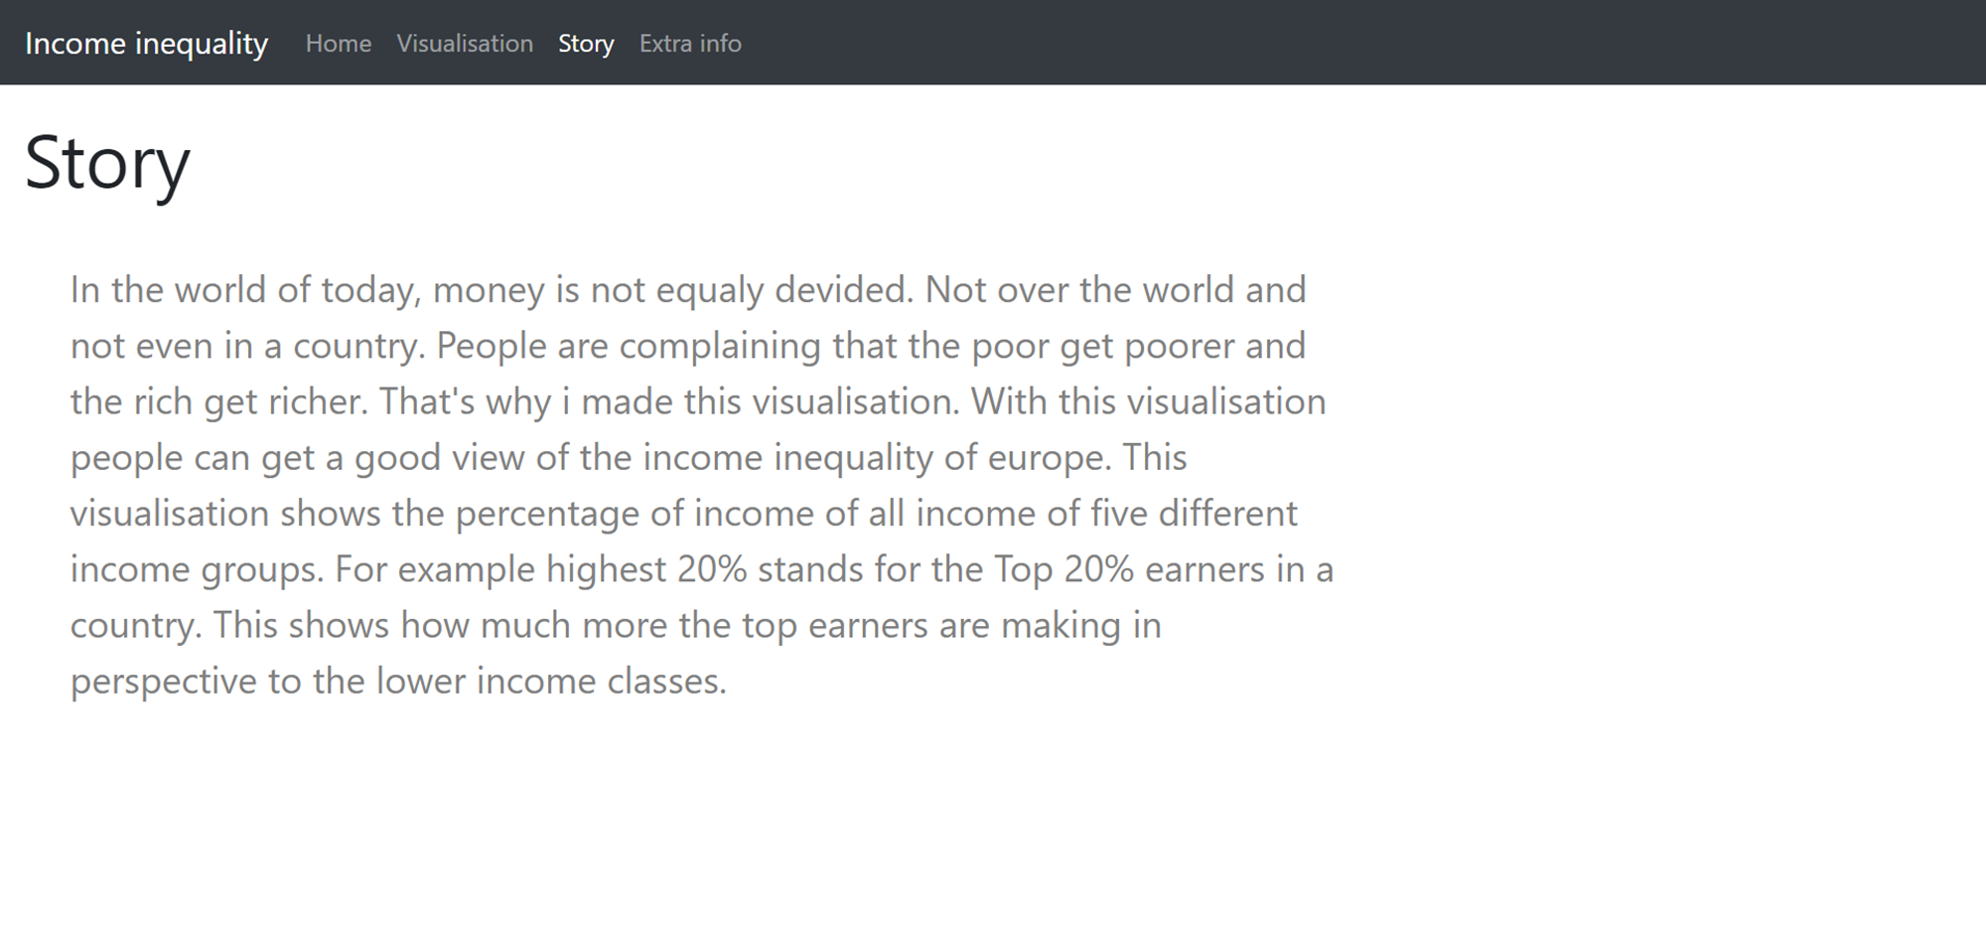 Income inequality Home Visualisation Story Extra info
Story
In the world of today, money is not equaly devided. Not over the world and
not even in a country. People are complaining that the poor get poorer and
the rich get richer. That's why i made this visualisation. With this visualisation
people can get a good view of the income inequality of europe. This
visualisation shows the percentage of income of all income of five different
income groups. For example highest 20% stands for the Top 20% earners in a
country. This shows how much more the top earners are making in
perspective to the lower income classes.